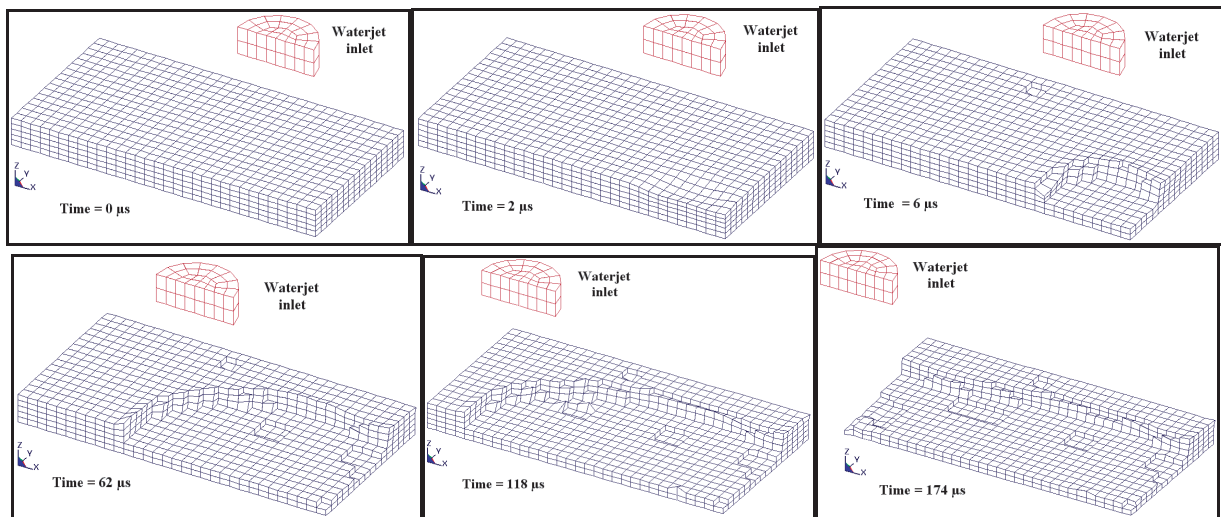 Waterjet
inlet
Z
Y
X
Time = 0 µs
Waterjet
inlet
Z
Y
X
Time = 2 µs
Waterjet
inlet
Z
Y
X
Time = 6 µs
Waterjet
inlet
Z
Y
X
Time = 62 µs
Waterjet
inlet
Z
Y
X
Time = 118 µs
Waterjet
inlet
Z
Y
X
Time = 174 µs